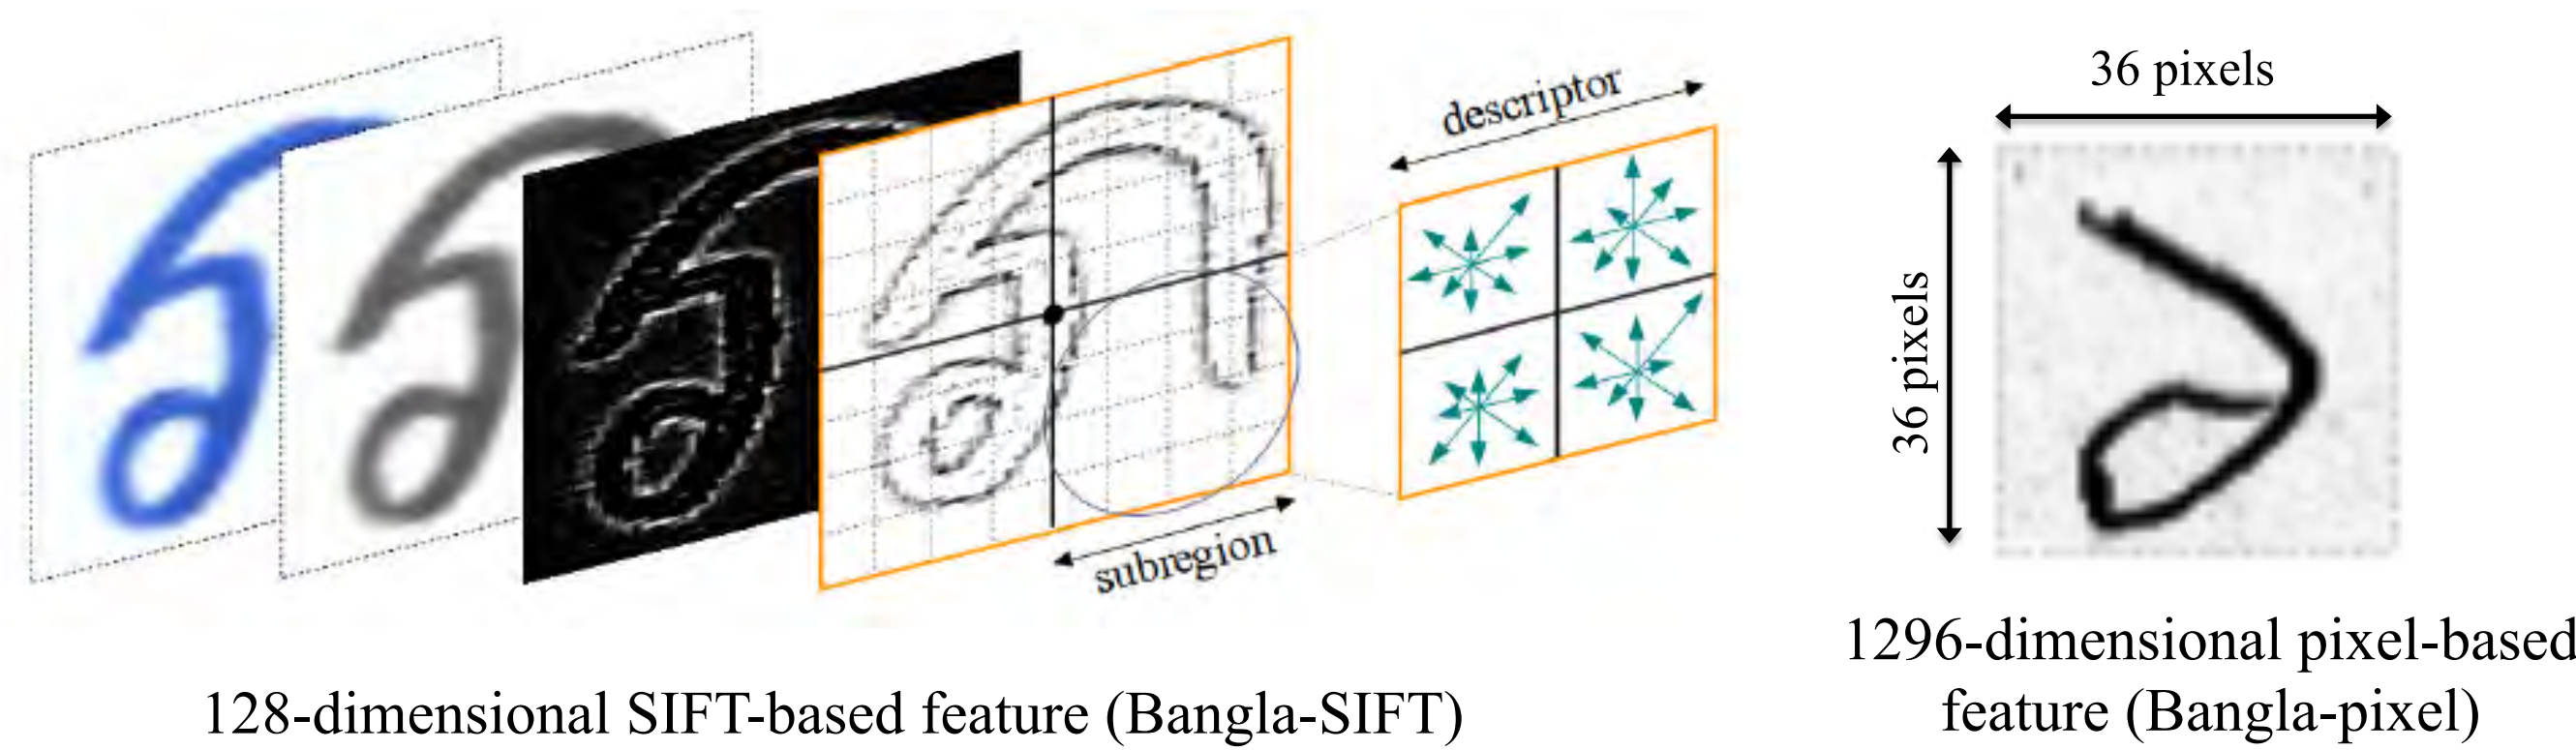 descriptor
subregion
128-dimensional SIFT-based feature (Bangla-SIFT)
36 pixels
36 pixels
1296-dimensional pixel-based
feature (Bangla-pixel)